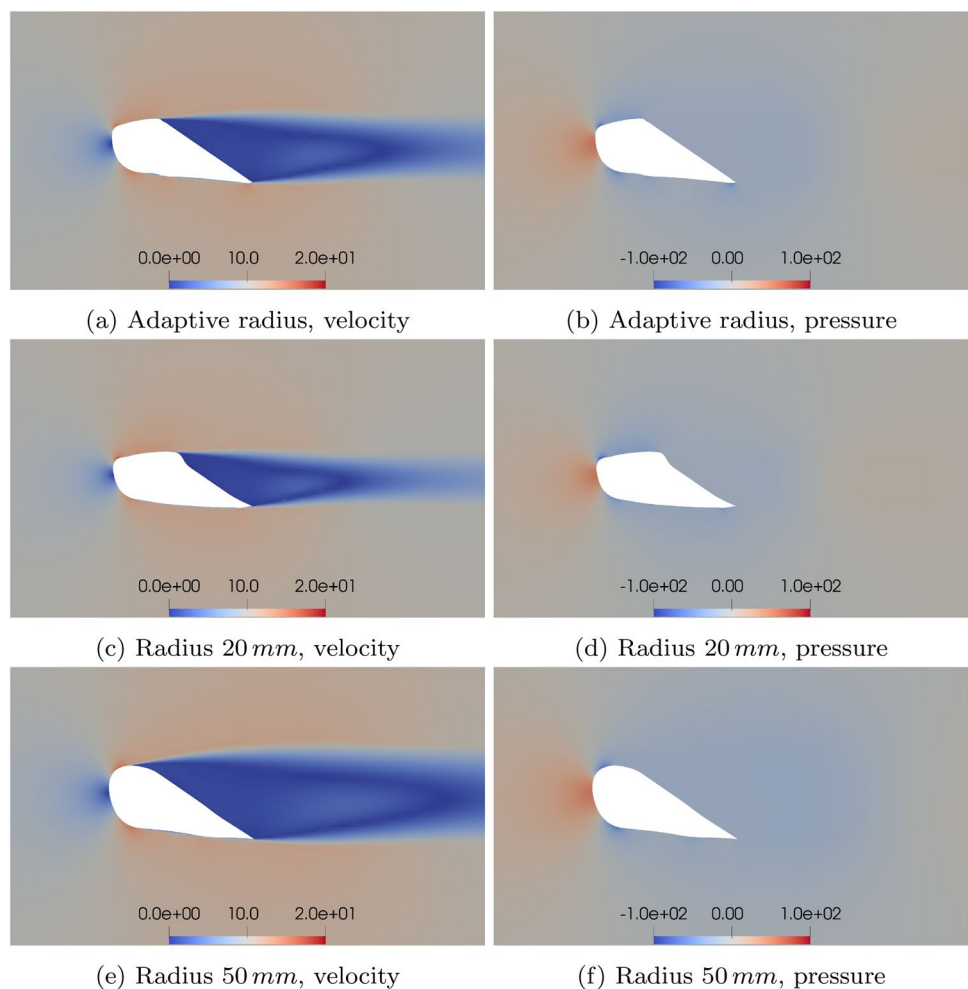 0.0e+00 10.0 2.0e+01
-1.0e+02 0.00 1.0e+02
(a) Adaptive radius, velocity
(b) Adaptive radius, pressure
0.0e+00 10.0 2.0e+01
-1.0e+02 0.00 1.0e+02
(c) Radius 20 mm, velocity
(d) Radius 20 mm, pressure
0.0e+00 10.0 2.0e+01
-1.0e+02 0.00 1.0e+02
(e) Radius 50 mm, velocity
(f) Radius 50 mm, pressure